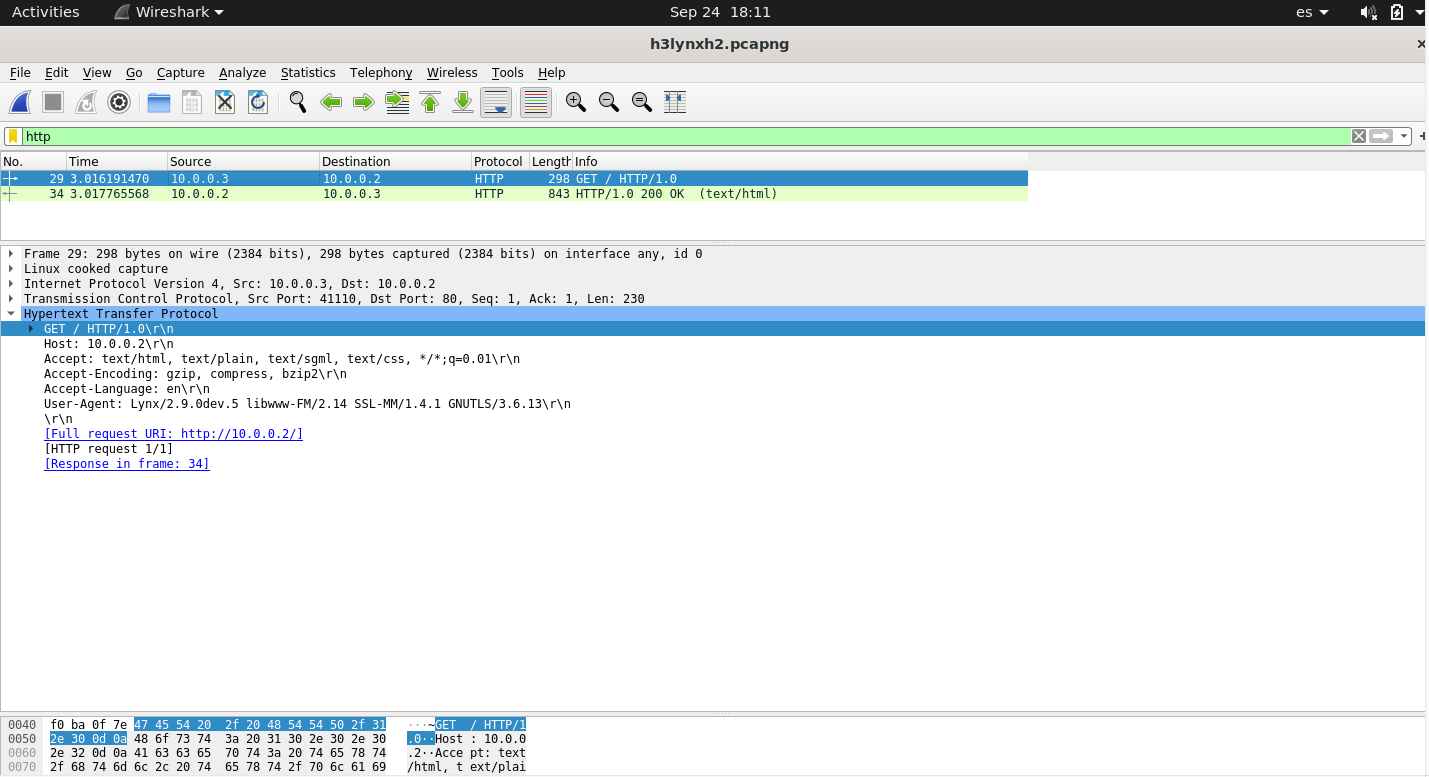 Activities Wireshark Sep 24 18:11 es
h3lynxh2.pcapng
File Edit View Go Capture Analyze Statistics Telephony Wireless Tools Help
http
No. Time Source Destination Protocol Length Info
29 3.016191470 10.0.0.3 10.0.0.2 HTTP 298 GET / HTTP/1.0
34 3.017765568 10.0.0.2 10.0.0.3 HTTP 843 HTTP/1.0 200 OK (text/html)
Frame 29: 298 bytes on wire (2384 bits), 298 bytes captured (2384 bits) on interface any, id 0
Linux cooked capture
Internet Protocol Version 4, Src: 10.0.0.3, Dst: 10.0.0.2
Transmission Control Protocol, Src Port: 41110, Dst Port: 80, Seq: 1, Ack: 1, Len: 230
Hypertext Transfer Protocol
GET / HTTP/1.0\r\n
Host: 10.0.0.2\r\n
Accept: text/html, text/plain, text/sgml, text/css, */*;q=0.01\r\n
Accept-Encoding: gzip, compress, bzip2\r\n
Accept-Language: en\r\n
User-Agent: Lynx/2.9.0dev.5 libwww-FM/2.14 SSL-MM/1.4.1 GNUTLS/3.6.13\r\n
\r\n
[Full request URI: http://10.0.0.2/]
[HTTP request 1/1]
[Response in frame: 34]
0040 f0 ba 0f 7e 47 45 54 20 2f 20 48 54 54 50 2f 31 ···~GET / HTTP/1
0050 2e 30 0d 0a 48 6f 73 74 3a 20 31 30 2e 30 2e 30 .0··Host : 10.0.0
0060 2e 32 0d 0a 41 63 63 65 70 74 3a 20 74 65 78 74 .2··Acce pt: text
0070 2f 68 74 6d 6c 2c 20 74 65 78 74 2f 70 6c 61 69 /html, t ext/plai